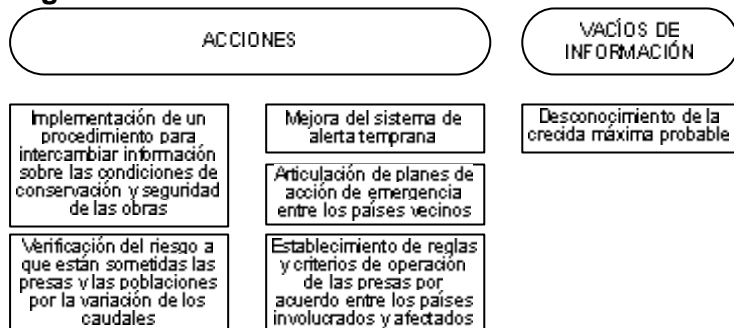 ACCIONES
VACÍOS DE
INFORMACIÓN
Implementación de un
procedimiento para
intercambiar información
sobre las condiciones de
conservación y seguridad
de las obras
Verificación del riesgo a
que están sometidas las
presas y las poblaciones
por la variación de los
caudales
Mejora del sistema de
alerta temprana
Articulación de planes de
acción de emergencia
entre los países vecinos
Establecimiento de reglas
y criterios de operación
de las presas por
acuerdo entre los países
involucrados y afectados
Desconocimiento de la
crecida máxima probable